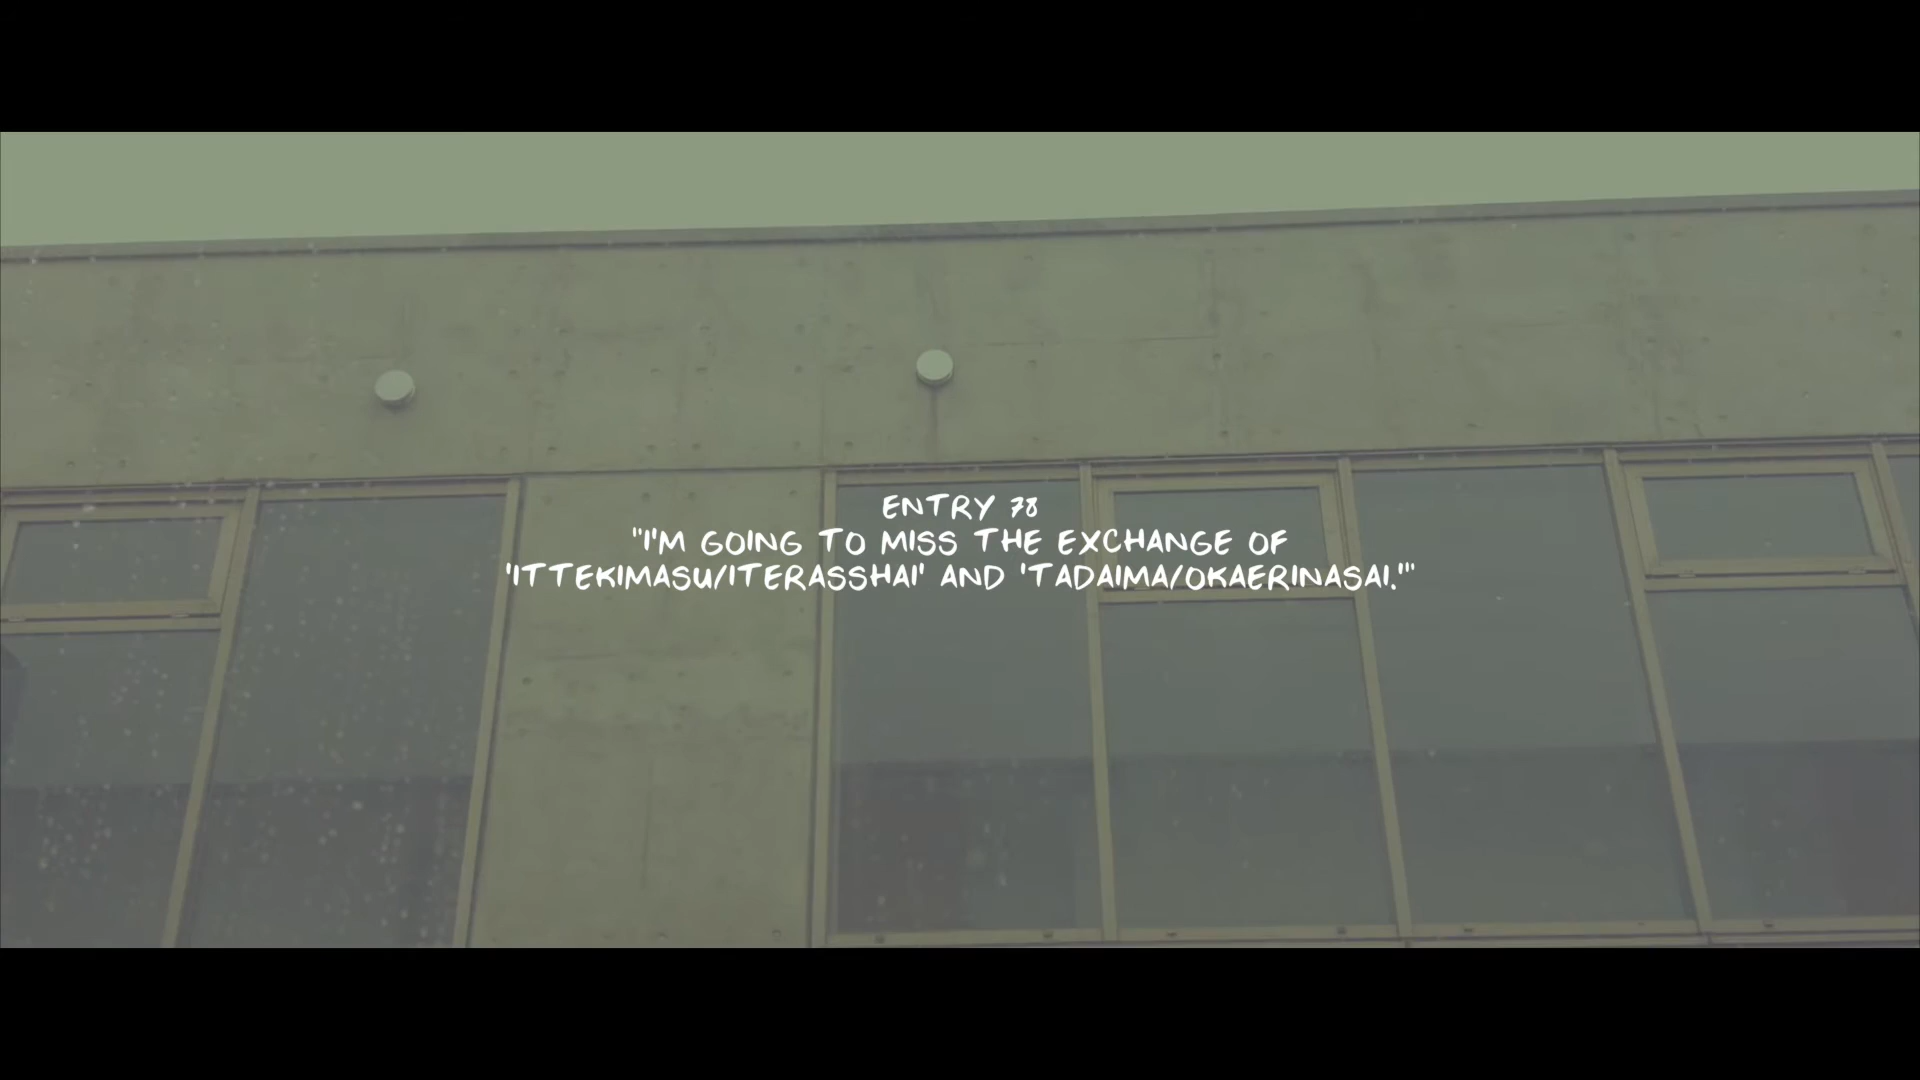 ENTRY 78
"I'M GOING TO MISS THE EXCHANGE OF
'ITTEKIMASU/ITERASSHAI' AND 'TADAIMA/OKAERINASAI.'"